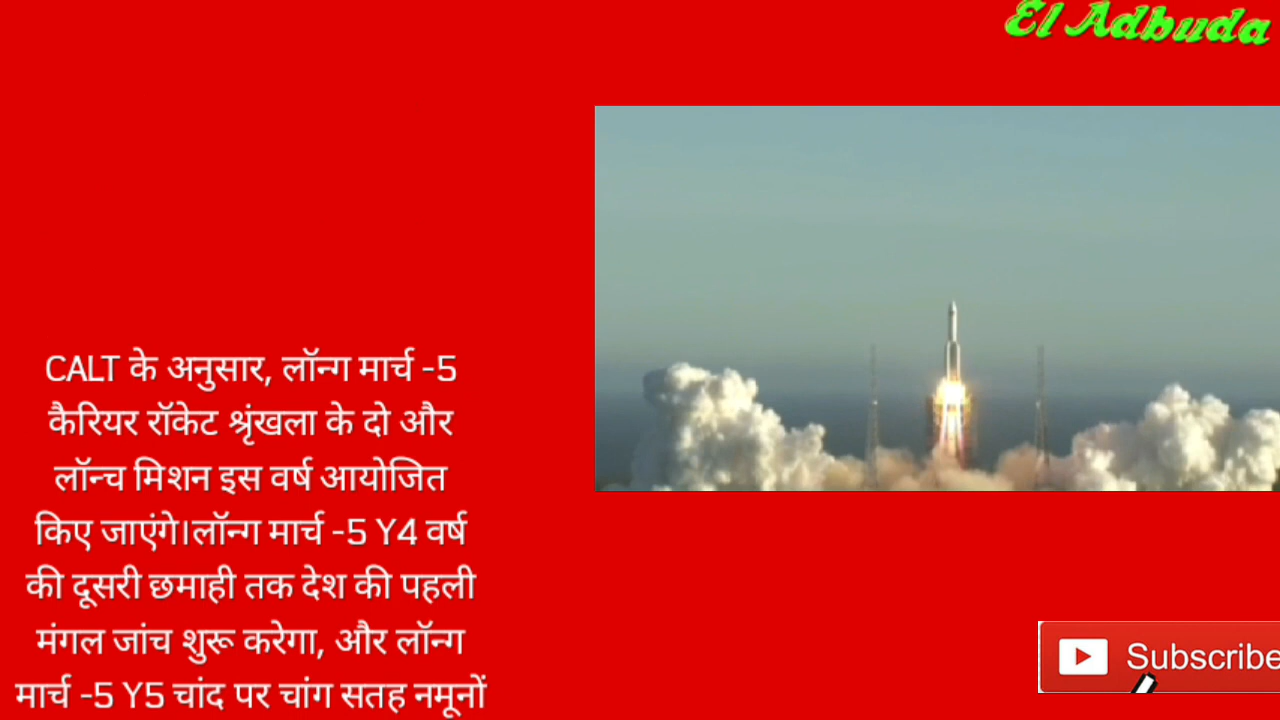 El Adbuda
CALT के अनुसार, लॉन्ग मार्च -5
कैरियर रॉकेट श्रृंखला के दो और
लॉन्च मिशन इस वर्ष आयोजित
किए जाएंगे।लॉन्ग मार्च -5 Y4 वर्ष
की दूसरी छमाही तक देश की पहली
मंगल जांच शुरू करेगा, और लॉन्ग
मार्च -5 Y5 चांद पर चांग सतह नमूनों
Subscribe